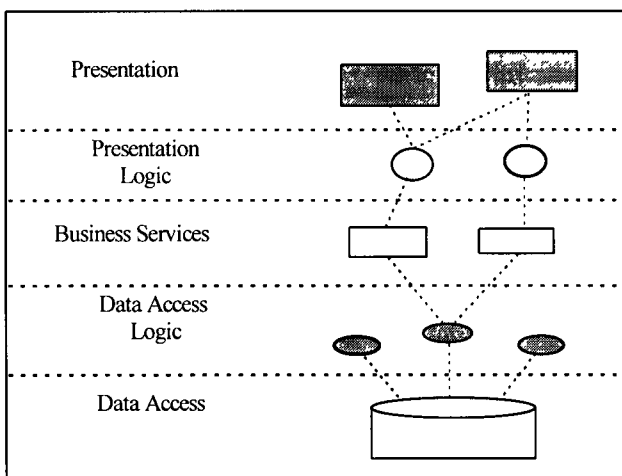 Presentation
Presentation
Logic
Business Services
Data Access
Logic
Data Access